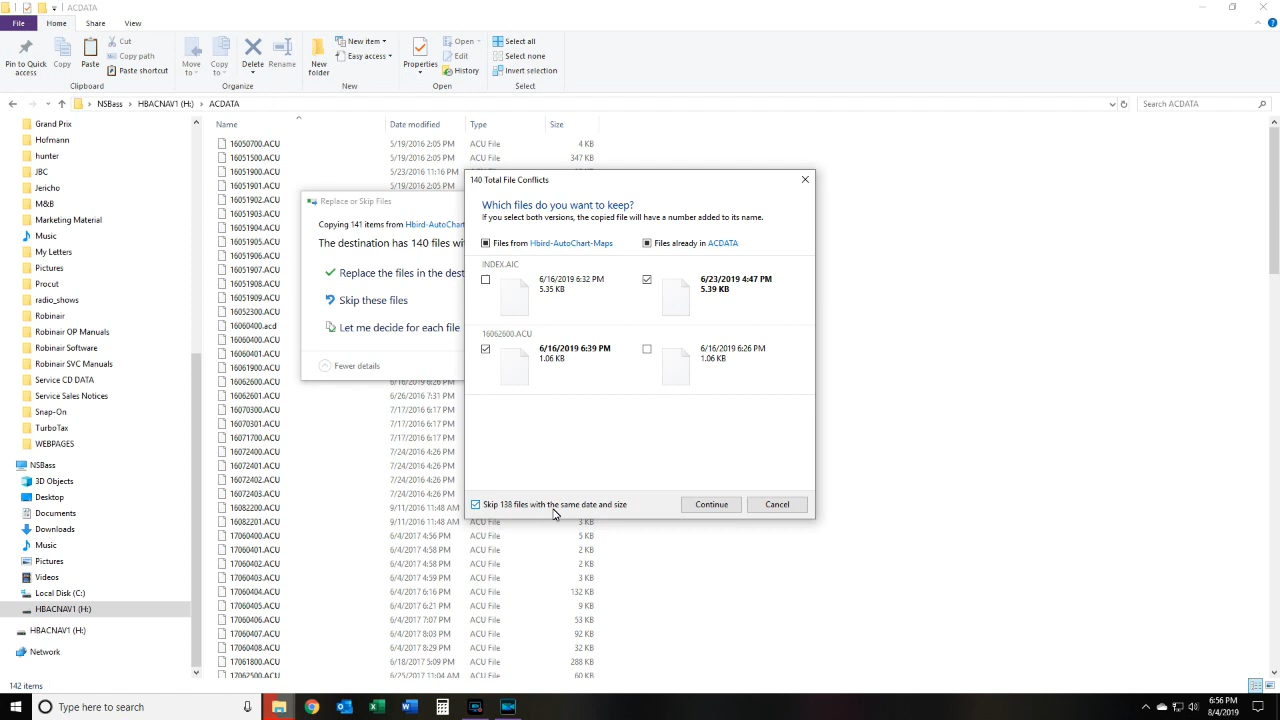 ACDATA
File
Home
Share
View
Pin to Quick access
Copy
Paste
Cut
Copy path
Paste shortcut
Clipboard
Move to
Copy to
Delete
Rename
Organize
New folder
New item
Easy access
New
Properties
Open
Edit
History
Open
Select all
Select none
Invert selection
Select
NSBass > HBACNAV1 (H:) > ACDATA
Search ACDATA
Grand Prix
Hofmann
hunter
JBC
Jericho
M&B
Marketing Material
Music
My Letters
Pictures
Procut
radio_shows
Robinair
Robinair OP Manuals
Robinair Software
Robinair SVC Manuals
Service CD DATA
Service Sales Notices
Snap-On
TurboTax
WEBPAGES
NSBass
3D Objects
Desktop
Documents
Downloads
Music
Pictures
Videos
Local Disk (C:)
HBACNAV1 (H:)
HBACNAV1 (H:)
Network
Name Date modified Type Size
16050700.ACU 5/19/2016 2:05 PM ACU File 4 KB
16051500.ACU 5/19/2016 2:05 PM ACU File 347 KB
16051900.ACU 5/23/2016 11:16 PM ACU File
16051901.ACU 5/19/2016 2:05 PM
16051902.ACU
16051903.ACU
16051904.ACU
16051905.ACU
16051906.ACU
16051907.ACU
16051908.ACU
16051909.ACU
16052300.ACU
16060400.acd
16060400.ACU
16060401.ACU
16061900.ACU
16062600.ACU 6/16/2019 6:26 PM
16062601.ACU 6/26/2016 7:31 PM
16070300.ACU 7/17/2016 6:17 PM
16070301.ACU 7/17/2016 6:17 PM
16071700.ACU 7/17/2016 6:17 PM
16072400.ACU 7/24/2016 4:26 PM
16072401.ACU 7/24/2016 4:26 PM
16072402.ACU 7/24/2016 4:26 PM
16072403.ACU 7/24/2016 4:26 PM
16082200.ACU 9/11/2016 11:48 AM
16082201.ACU 9/11/2016 11:48 AM ACU File 3 KB
17060400.ACU 6/4/2017 4:56 PM ACU File 5 KB
17060401.ACU 6/4/2017 4:58 PM ACU File 2 KB
17060402.ACU 6/4/2017 4:58 PM ACU File 2 KB
17060403.ACU 6/4/2017 4:59 PM ACU File 3 KB
17060404.ACU 6/4/2017 6:16 PM ACU File 132 KB
17060405.ACU 6/4/2017 6:21 PM ACU File 9 KB
17060406.ACU 6/4/2017 7:07 PM ACU File 53 KB
17060407.ACU 6/4/2017 8:03 PM ACU File 92 KB
17060408.ACU 6/4/2017 8:29 PM ACU File 32 KB
17061800.ACU 6/18/2017 5:09 PM ACU File 288 KB
17062500.ACU 6/25/2017 11:04 AM ACU File 60 KB
Replace or Skip Files
Copying 141 items from Hbird-AutoChart
The destination has 140 files wit
Replace the files in the dest
Skip these files
Let me decide for each file
Fewer details
140 Total File Conflicts
Which files do you want to keep?
If you select both versions, the copied file will have a number added to its name.
Files from Hbird-AutoChart-Maps
Files already in ACDATA
INDEX.AIC
6/16/2019 6:32 PM
5.35 KB
6/23/2019 4:47 PM
5.39 KB
16062600.ACU
6/16/2019 6:39 PM
1.06 KB
6/16/2019 6:26 PM
1.06 KB
Skip 138 files with the same date and size
Continue
Cancel
142 items
Type here to search
6:56 PM
8/4/2019